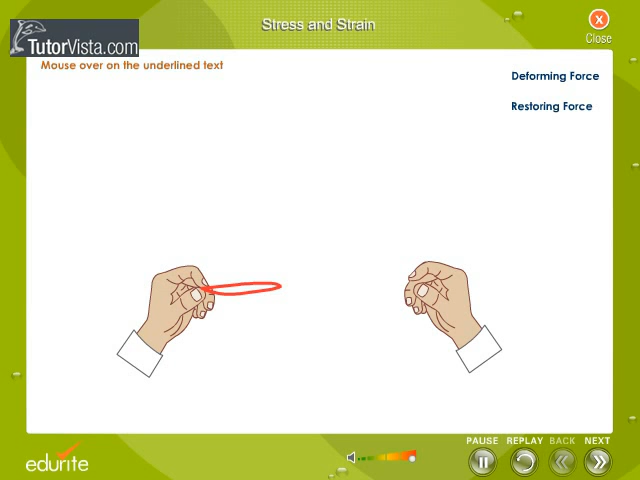 Stress and Strain
Close
TutorVista.com
Mouse over on the underlined text
Deforming Force
Restoring Force
PAUSE REPLAY BACK NEXT
edurite